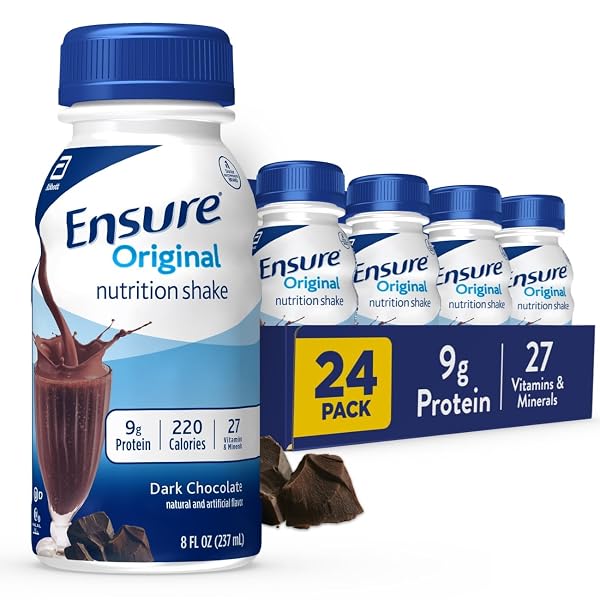 Abbott
Ensure®
Original
nutrition shake
9g
Protein
220
Calories
27
Vitamins
& Minerals
Dark Chocolate
natural and artificial flavor
8 FL OZ (237 mL)
Ensure
Original
nutrition shake
Ensure
Original
nutrition shake
Ensure
Original
nutrition shake
Ensure
Original
nutrition shake
24
PACK
9g
Protein
27
Vitamins &
Minerals